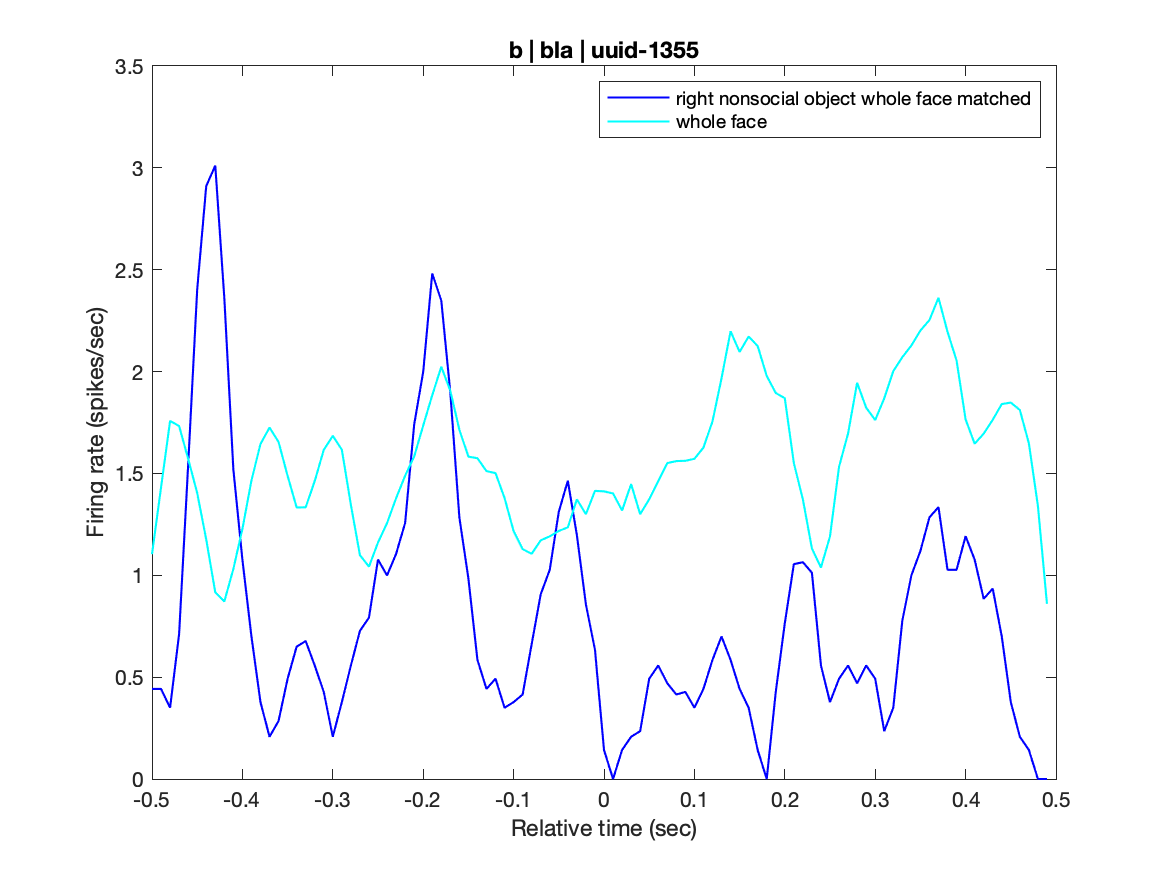 b | bla | uuid-1355
right nonsocial object whole face matched
whole face
3.5
3
2.5
2
1.5
1
0.5
0
Firing rate (spikes/sec)
-0.5 -0.4 -0.3 -0.2 -0.1 0 0.1 0.2 0.3 0.4 0.5
Relative time (sec)